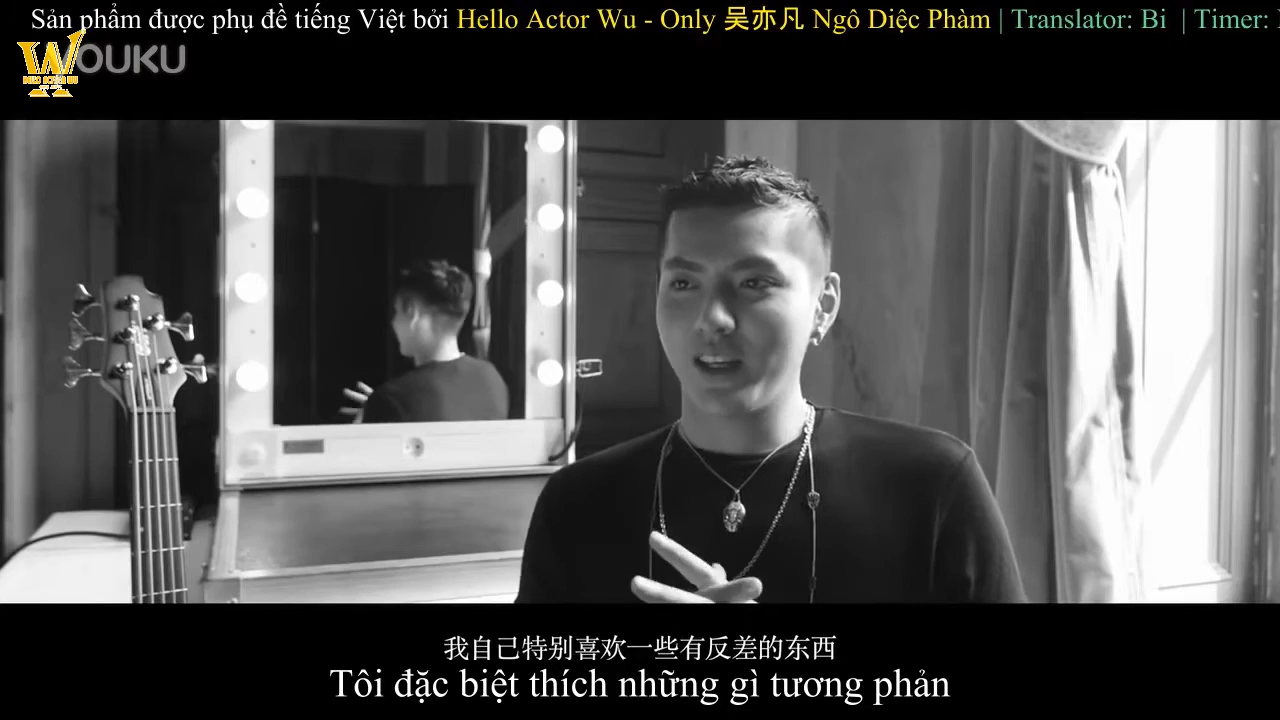 Sản phẩm được phụ đề tiếng Việt bởi Hello Actor Wu - Only 吴亦凡 Ngô Diệc Phàm | Translator: Bi | Timer:
YOUKU
我自己特别喜欢一些有反差的东西
Tôi đặc biệt thích những gì tương phản